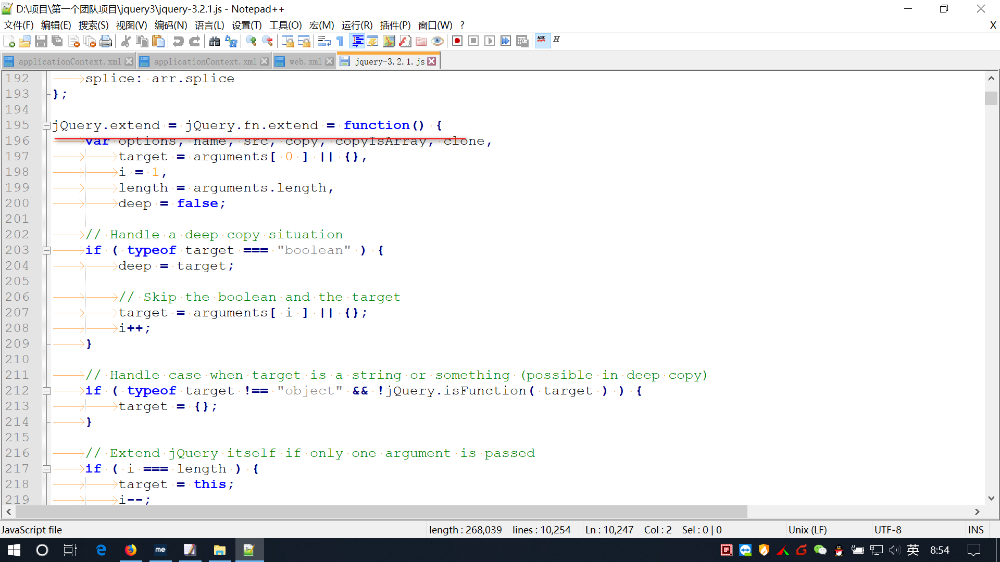 D:\项目\第一个团队项目\jquery3\jquery-3.2.1.js - Notepad++
文件(F) 编辑(E) 搜索(S) 视图(V) 编码(N) 语言(L) 设置(T) 工具(O) 宏(M) 运行(R) 插件(P) 窗口(W) ? X
ABC H
applicationContext.xml applicationContext.xml web.xml jquery-3.2.1.js
192 splice: arr.splice
193 };
194
195 jQuery.extend = jQuery.fn.extend = function() {
196 var options, name, src, copy, copyIsArray, clone,
197 target = arguments[ 0 ] || {},
198 i = 1,
199 length = arguments.length,
200 deep = false;
201
202 // Handle a deep copy situation
203 if ( typeof target === "boolean" ) {
204 deep = target;
205
206 // Skip the boolean and the target
207 target = arguments[ i ] || {};
208 i++;
209 }
210
211 // Handle case when target is a string or something (possible in deep copy)
212 if ( typeof target !== "object" && !jQuery.isFunction( target ) ) {
213 target = {};
214 }
215
216 // Extend jQuery itself if only one argument is passed
217 if ( i === length ) {
218 target = this;
219 i--;
JavaScript file length : 268,039 lines : 10,254 Ln : 10,247 Col : 2 Sel : 0 | 0 Unix (LF) UTF-8 INS
me 英 8:54